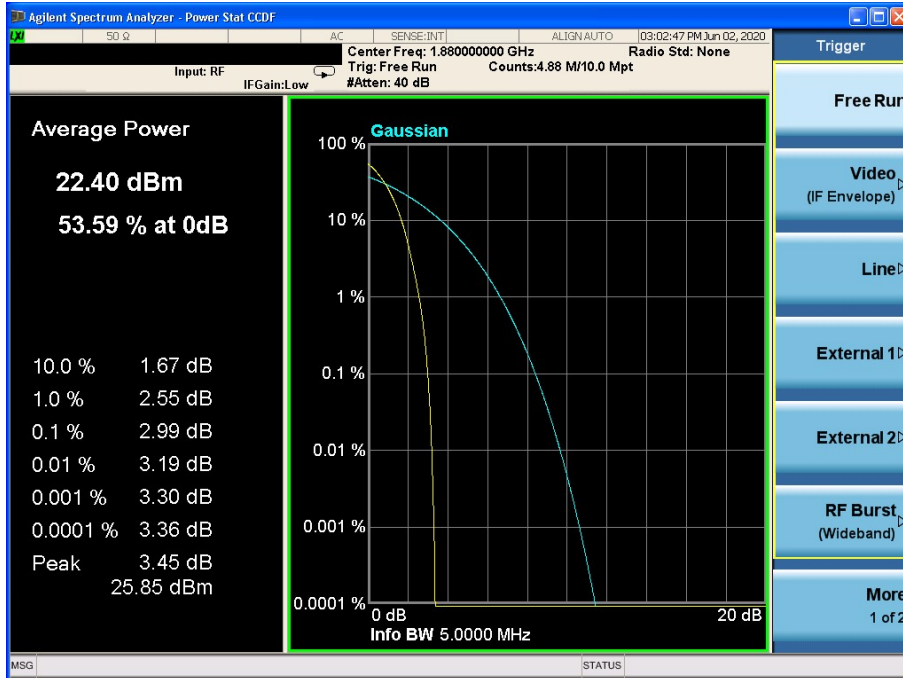 Agilent Spectrum Analyzer - Power Stat CCDF
LXI 50 Ω AC SENSE:INT ALIGN AUTO 03:02:47 PM Jun 02, 2020
Center Freq: 1.880000000 GHz Radio Std: None
Input: RF Trig: Free Run Counts:4.88 M/10.0 Mpt
IFGain:Low #Atten: 40 dB
Trigger
Free Run
Video
(IF Envelope)
Line
External 1
External 2
RF Burst
(Wideband)
More
1 of 2
Average Power
22.40 dBm
53.59 % at 0dB
10.0 % 1.67 dB
1.0 % 2.55 dB
0.1 % 2.99 dB
0.01 % 3.19 dB
0.001 % 3.30 dB
0.0001 % 3.36 dB
Peak 3.45 dB
25.85 dBm
Gaussian
100 %
10 %
1 %
0.1 %
0.01 %
0.001 %
0.0001 %
0 dB 20 dB
Info BW 5.0000 MHz
MSG STATUS